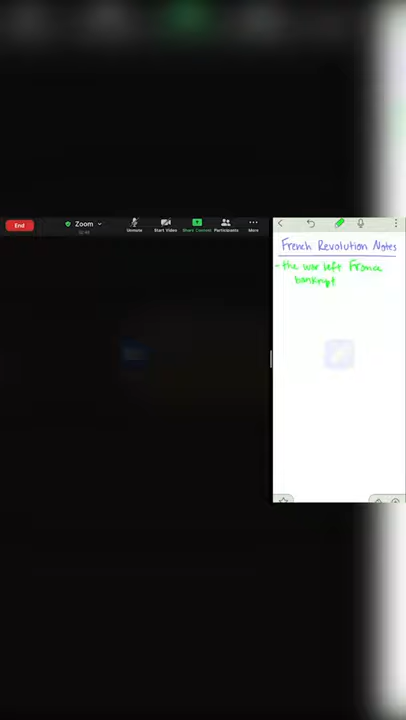 End
Zoom
Unmute
Start Video
Share Content
Participants
More
French Revolution Notes
- the war left France
bankrupt